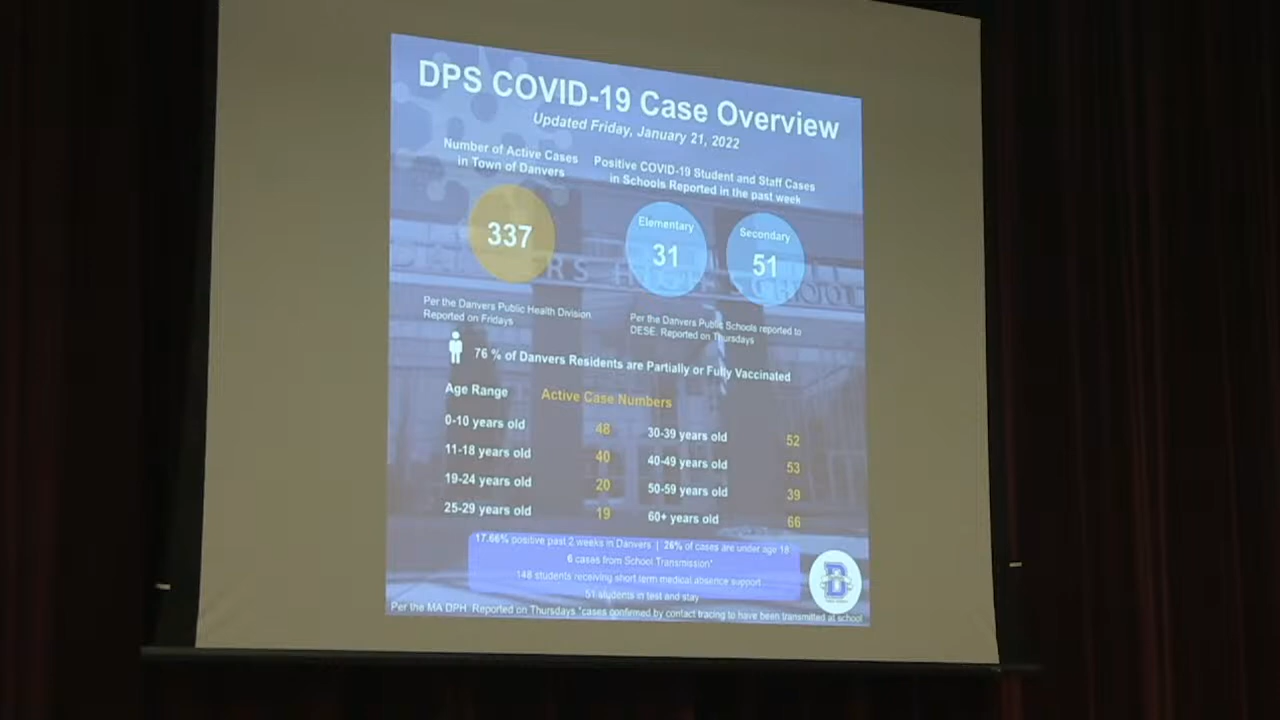 DPS COVID-19 Case Overview
Updated Friday, January 21, 2022
Number of Active Cases
in Town of Danvers
337
Per the Danvers Public Health Division.
Reported on Fridays
Positive COVID-19 Student and Staff Cases
in Schools Reported in the past week
Elementary
31
Secondary
51
Per the Danvers Public Schools reported to
DESE. Reported on Thursdays
76 % of Danvers Residents are Partially or Fully Vaccinated
Age Range Active Case Numbers
0-10 years old 48
11-18 years old 40
19-24 years old 20
25-29 years old 19
30-39 years old 52
40-49 years old 53
50-59 years old 39
60+ years old 66
17.66% positive past 2 weeks in Danvers | 26% of cases are under age 18
6 cases from School Transmission*
148 students receiving short term medical absence support
51 students in test and stay
D
Per the MA DPH. Reported on Thursdays *cases confirmed by contact tracing to have been transmitted at school